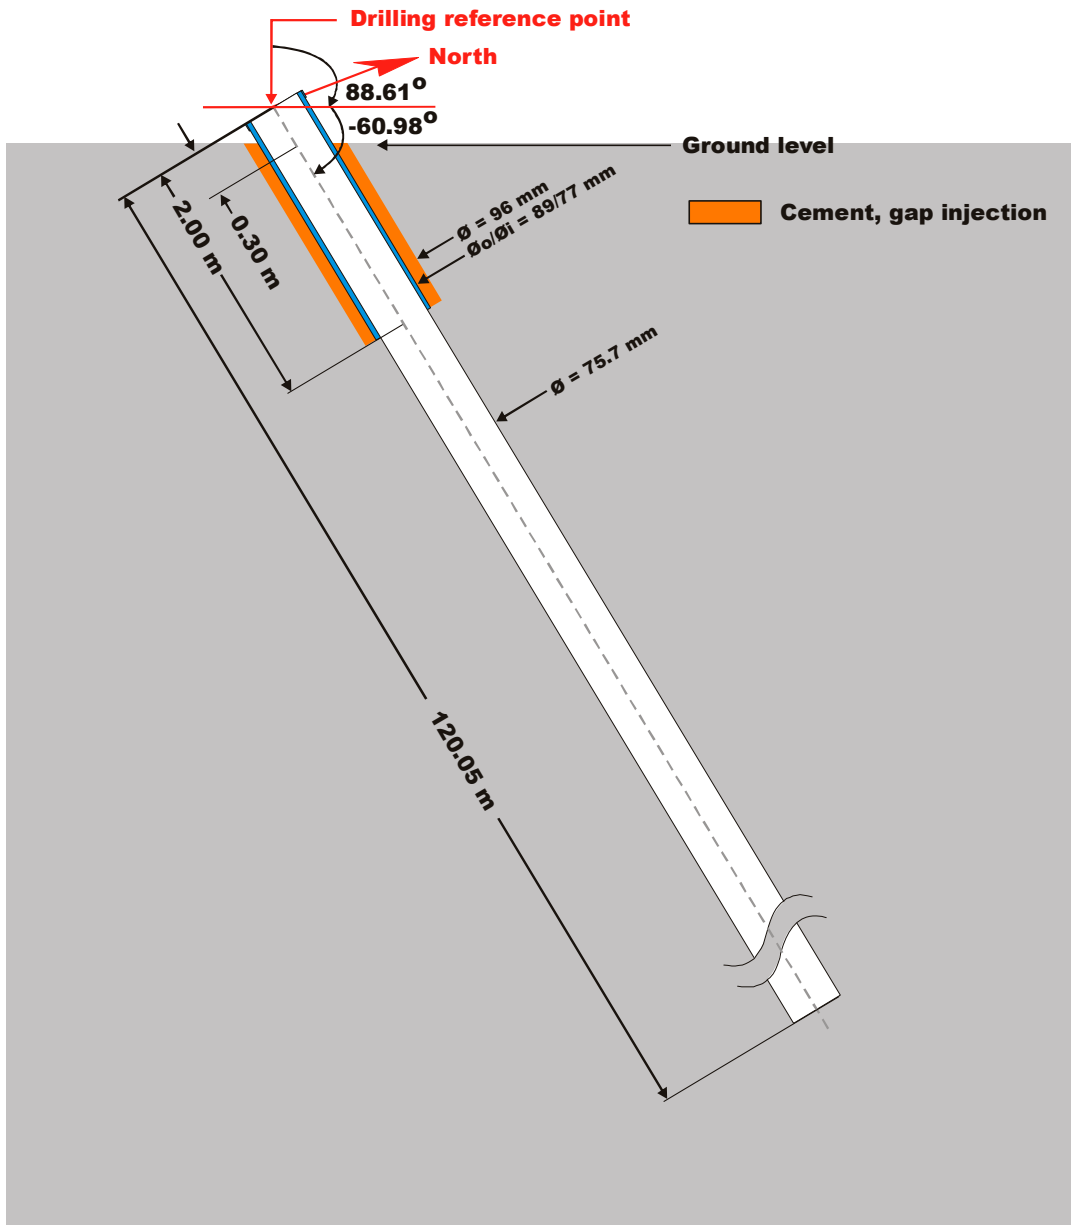 Drilling reference point
North
88.61°
-60.98°
Ground level
Ø = 96 mm
Øo/Øi = 89/77 mm
Cement, gap injection
2.00 m
0.30 m
Ø = 75.7 mm
120.05 m